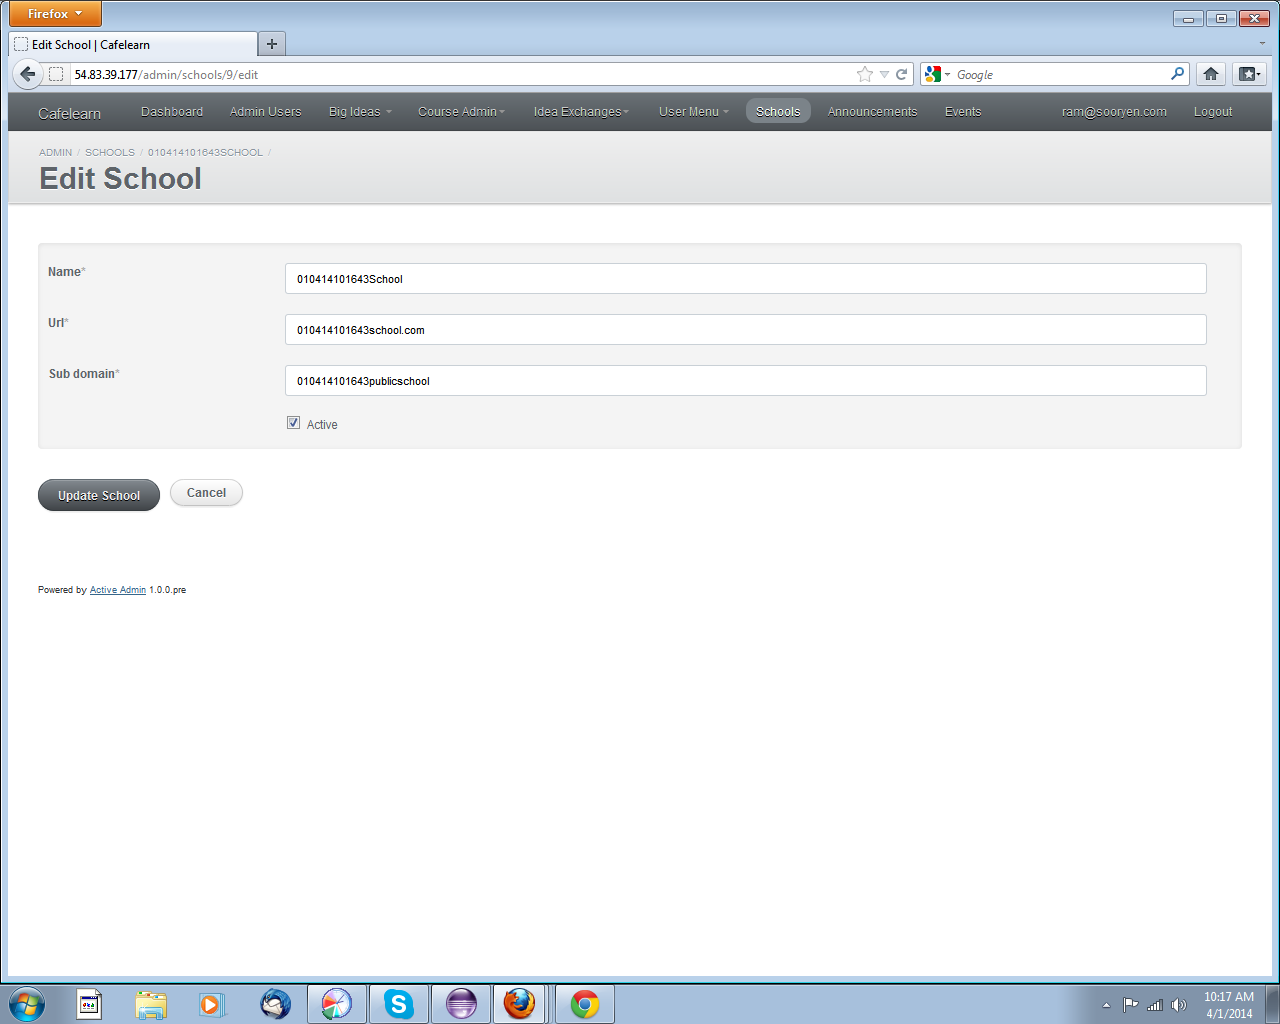 Firefox
Edit School | Cafelearn
54.83.39.177/admin/schools/9/edit
Google
Cafelearn Dashboard Admin Users Big Ideas Course Admin Idea Exchanges User Menu Schools Announcements Events ram@sooryen.com Logout
ADMIN / SCHOOLS / 010414101643SCHOOL /
Edit School
Name* 010414101643School
Url* 010414101643school.com
Sub domain* 010414101643publicschool
Active
Update School Cancel
Powered by Active Admin 1.0.0.pre
10:17 AM
4/1/2014